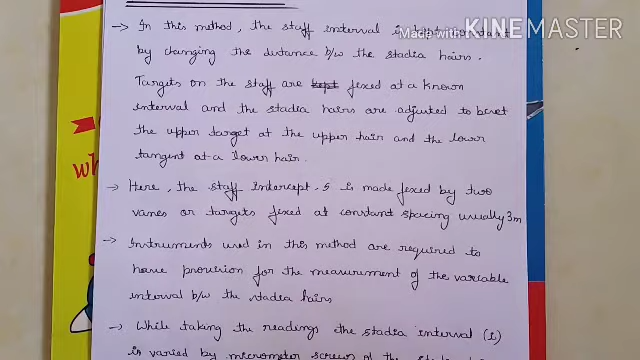 Made with KINEMASTER
→ In this method, the staff interval is kept constant
by changing the distance b/w the stadia hairs.
Targets on the staff are kept fixed at a known
interval and the stadia hairs are adjusted to bisect
the upper target at the upper hair and the lower
tangent at a lower hair.
→ Here, the staff intercept, s is made fixed by two
vanes or targets fixed at constant spacing usually 3m
→ Instruments used in this method are required to
have provision for the measurement of the variable
interval b/w the stadia hairs
→ While taking the readings the stadia interval (i)
is varied by micrometer screws of the